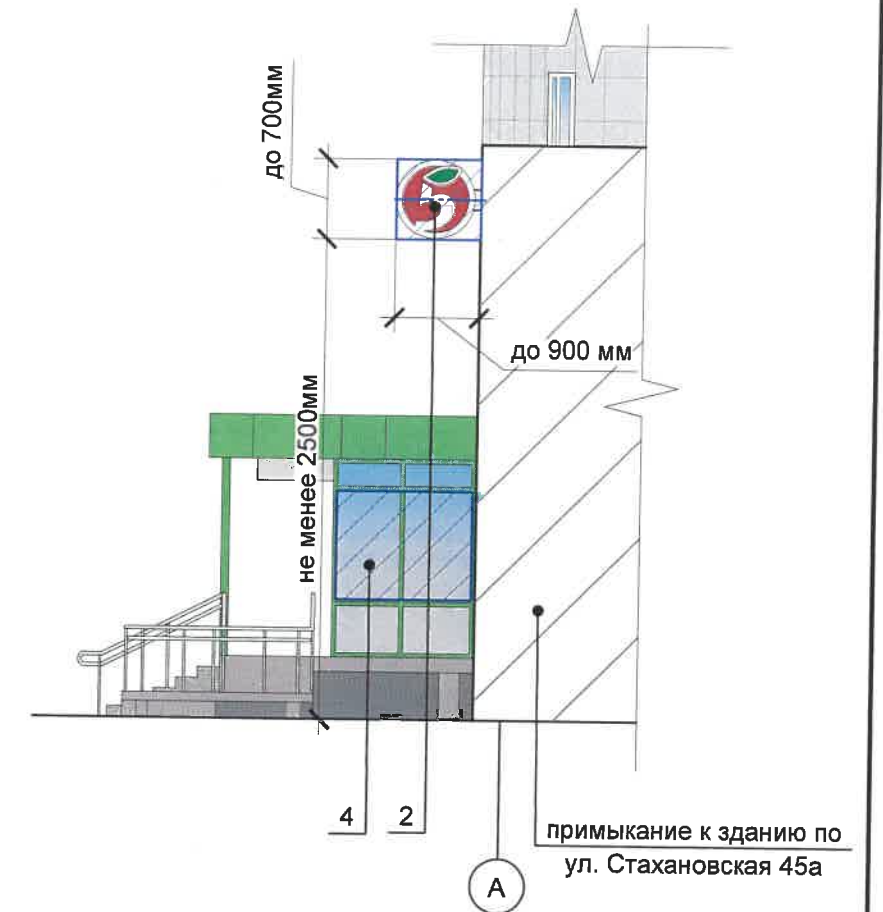 до 700мм
до 900 мм
не менее 2500мм
4
2
примыкание к зданию по
ул. Стахановская 45а
А